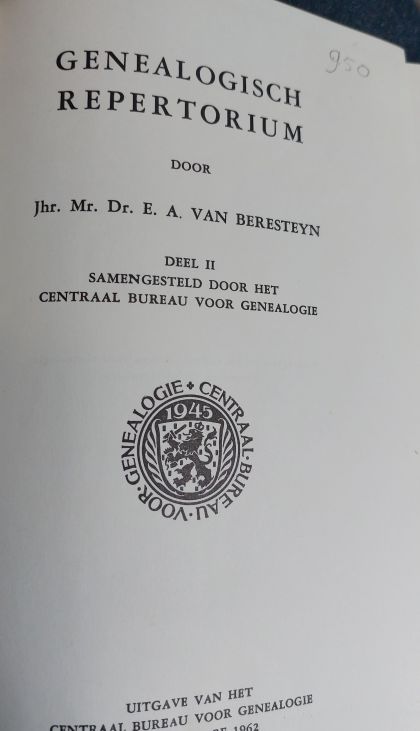 950
GENEALOGISCH
REPERTORIUM
DOOR
Jhr. Mr. Dr. E. A. VAN BERESTEYN
DEEL II
SAMENGESTELD DOOR HET
CENTRAAL BUREAU VOOR GENEALOGIE
CENTRAAL·BUREAU·VOOR·GENEALOGIE
1945
UITGAVE VAN HET
CENTRAAL BUREAU VOOR GENEALOGIE
1962